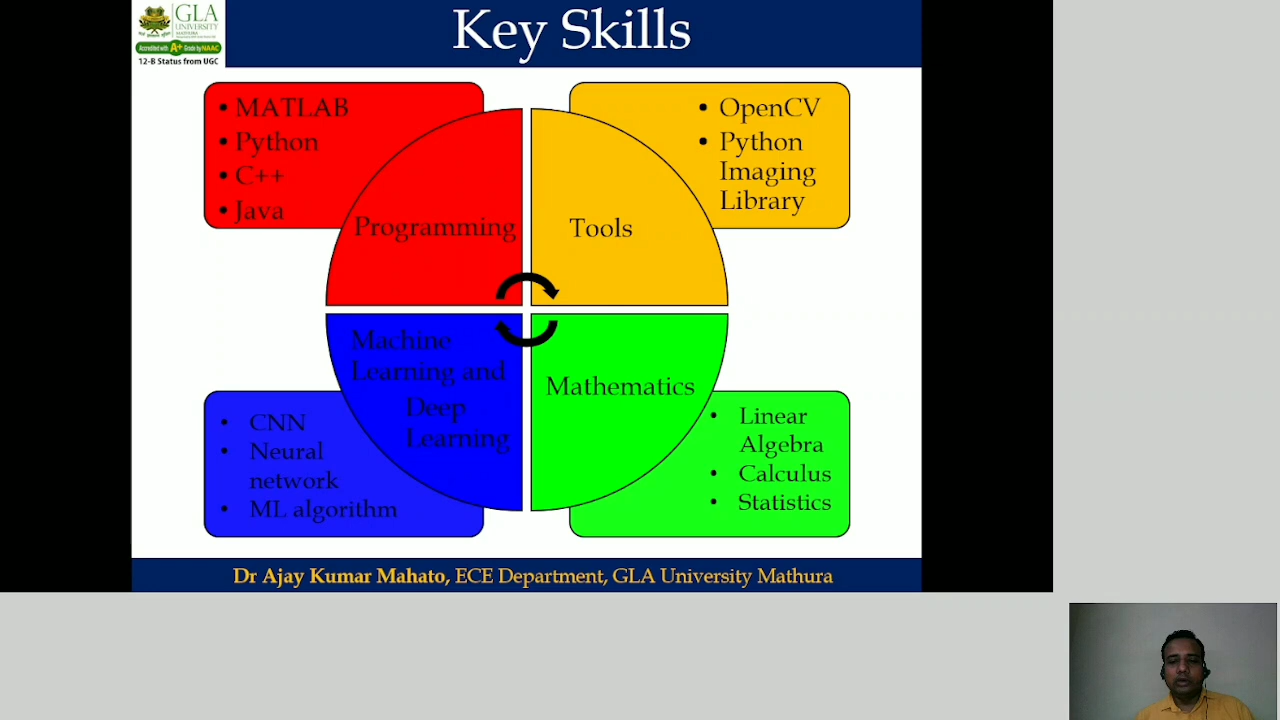 GLA
UNIVERSITY
MATHURA
Accredited with A+ Grade by NAAC
12-B Status from UGC
Key Skills
• MATLAB
• Python
• C++
• Java
Programming
• OpenCV
• Python
Imaging
Library
Tools
Machine
Learning and
Deep
Learning
• CNN
• Neural
network
• ML algorithm
Mathematics
• Linear
Algebra
• Calculus
• Statistics
Dr Ajay Kumar Mahato, ECE Department, GLA University Mathura